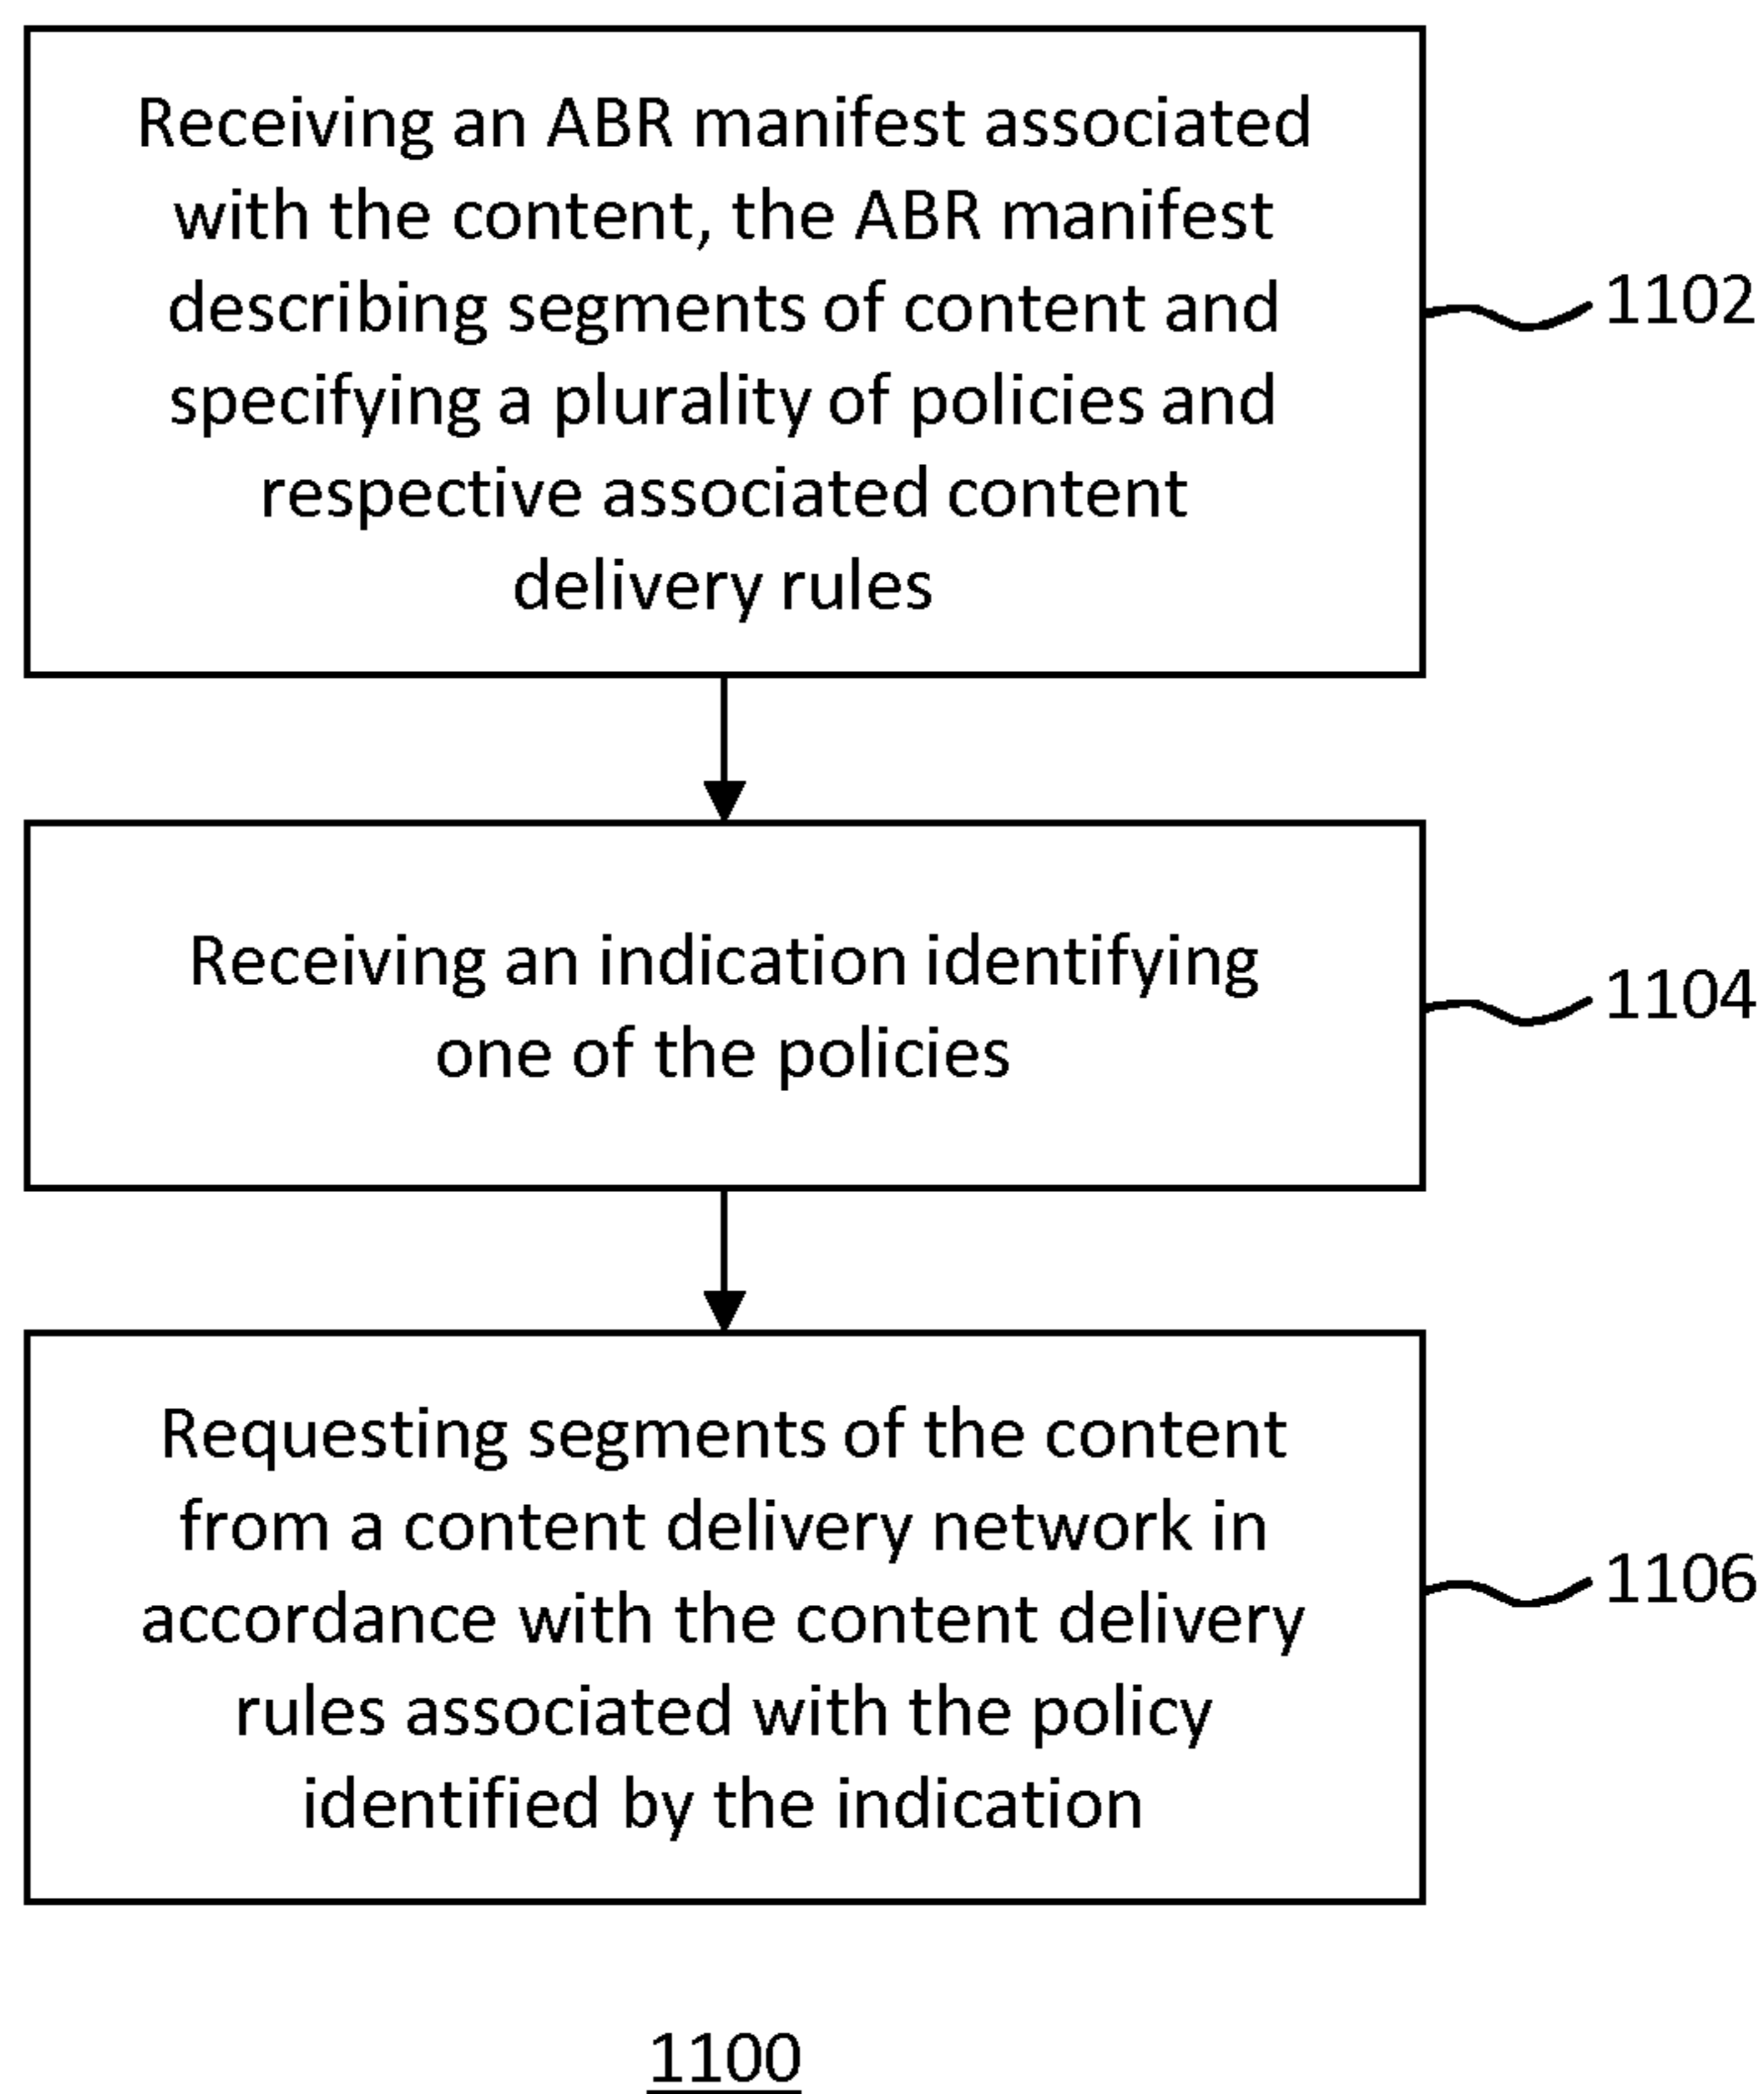 Receiving an ABR manifest associated
with the content, the ABR manifest
describing segments of content and
specifying a plurality of policies and
respective associated content
delivery rules
1102
Receiving an indication identifying
one of the policies
1104
Requesting segments of the content
from a content delivery network in
accordance with the content delivery
rules associated with the policy
identified by the indication
1106
1100